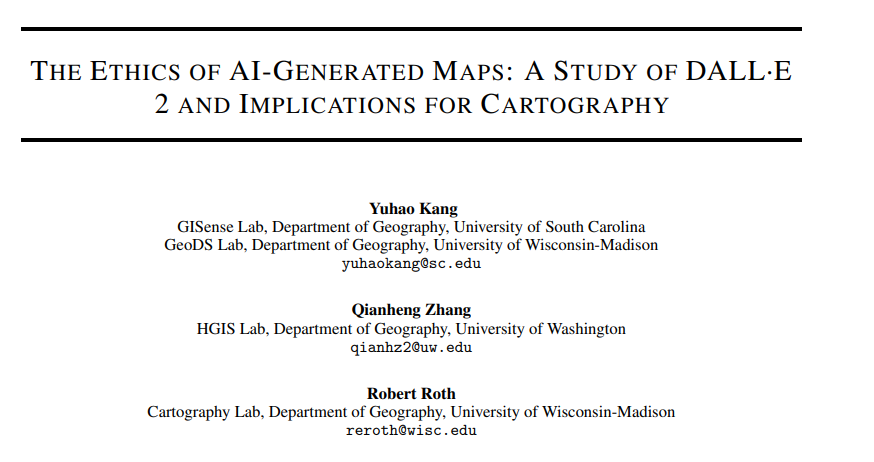 THE ETHICS OF AI-GENERATED MAPS: A STUDY OF DALL·E
2 AND IMPLICATIONS FOR CARTOGRAPHY
Yuhao Kang
GISense Lab, Department of Geography, University of South Carolina
GeoDS Lab, Department of Geography, University of Wisconsin-Madison
yuhaokang@sc.edu
Qianheng Zhang
HGIS Lab, Department of Geography, University of Washington
qianhz2@uw.edu
Robert Roth
Cartography Lab, Department of Geography, University of Wisconsin-Madison
reroth@wisc.edu